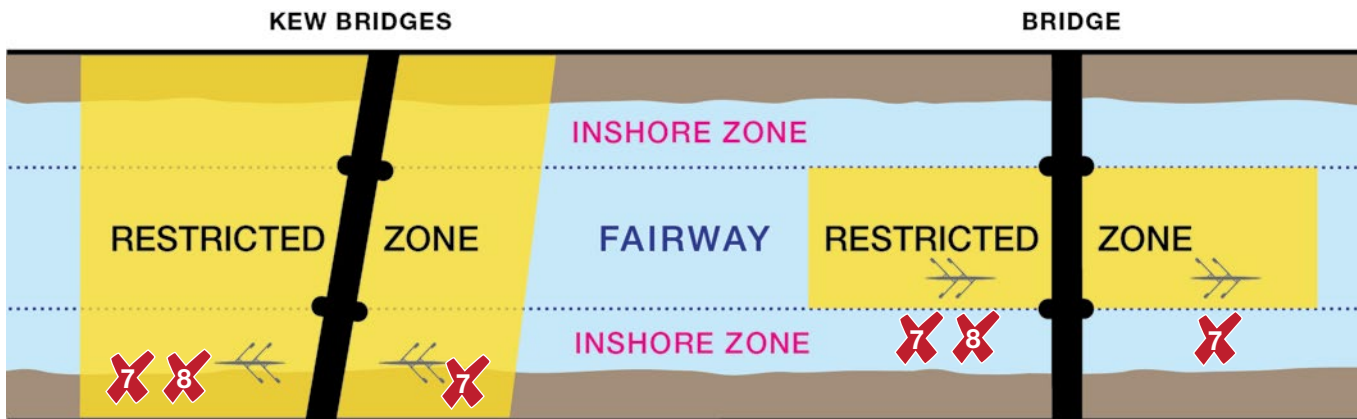 KEW BRIDGES
BRIDGE
INSHORE ZONE
RESTRICTED ZONE
FAIRWAY
RESTRICTED ZONE
7 8
7
INSHORE ZONE
7 8
7